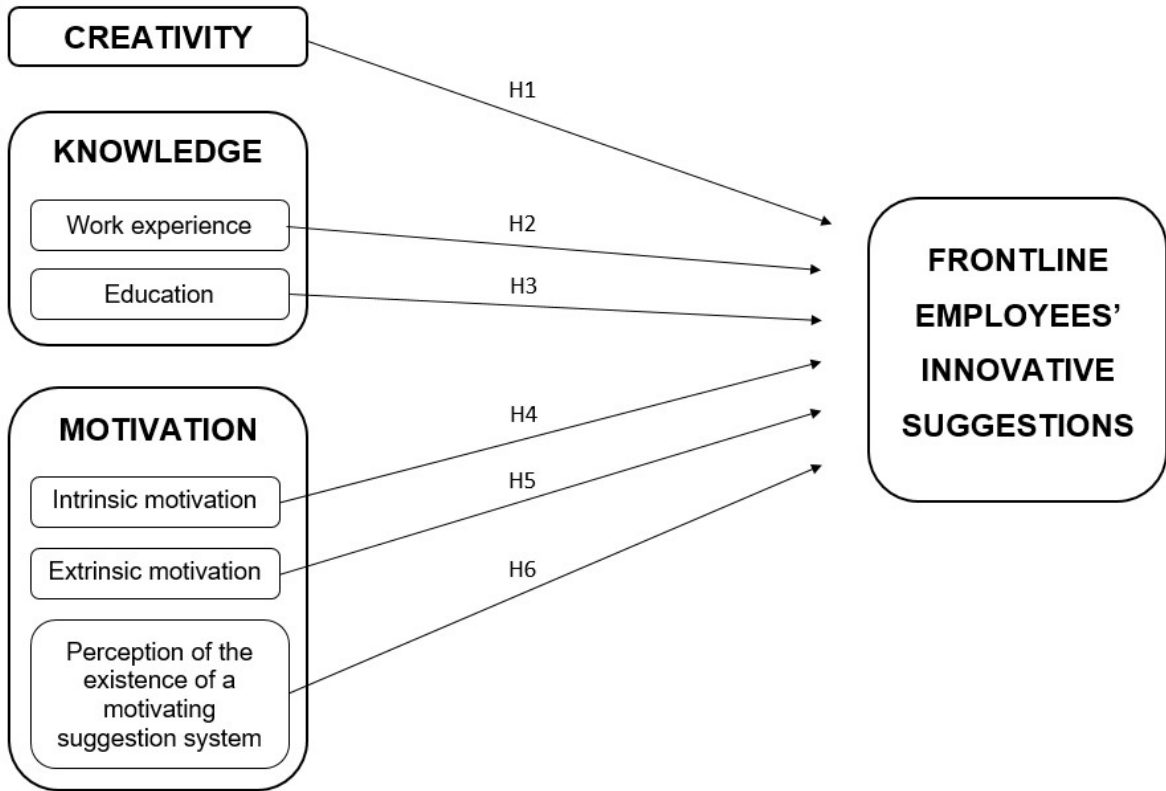 CREATIVITY
H1
KNOWLEDGE
Work experience
H2
Education
H3
MOTIVATION
Intrinsic motivation
H4
Extrinsic motivation
H5
Perception of the
existence of a
motivating
suggestion system
H6
FRONTLINE
EMPLOYEES’
INNOVATIVE
SUGGESTIONS